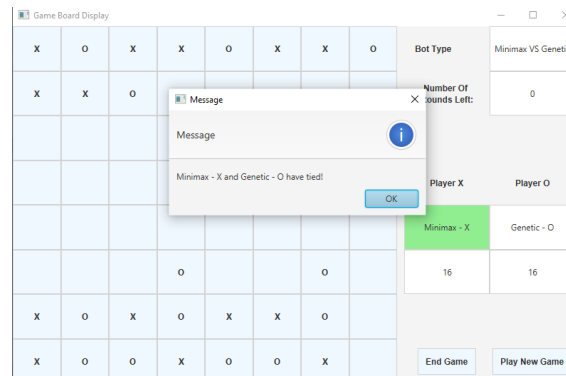 Game Board Display
X O X X O X X O Bot Type Minimax VS Geneti
X X O Number Of
ounds Left: 0
Message
Message
Minimax - X and Genetic - O have tied!
OK
Player X Player O
Minimax - X Genetic - O
O O 16 16
X O X O X X O
X O O X O O X End Game Play New Game